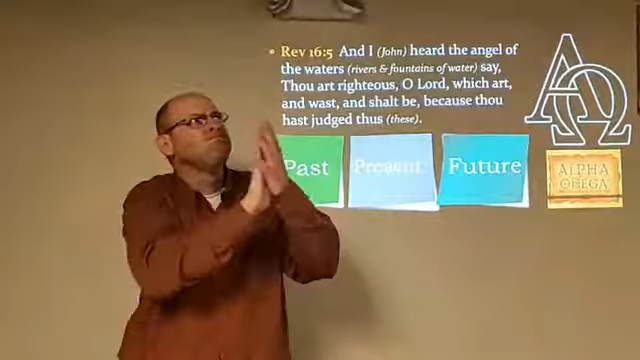 • Rev 16:5 And I (John) heard the angel of
the waters (rivers & fountains of water) say,
Thou art righteous, O Lord, which art,
and wast, and shalt be, because thou
hast judged thus (these).
Past Present Future
ΑΩ
ALPHA
OMEGA